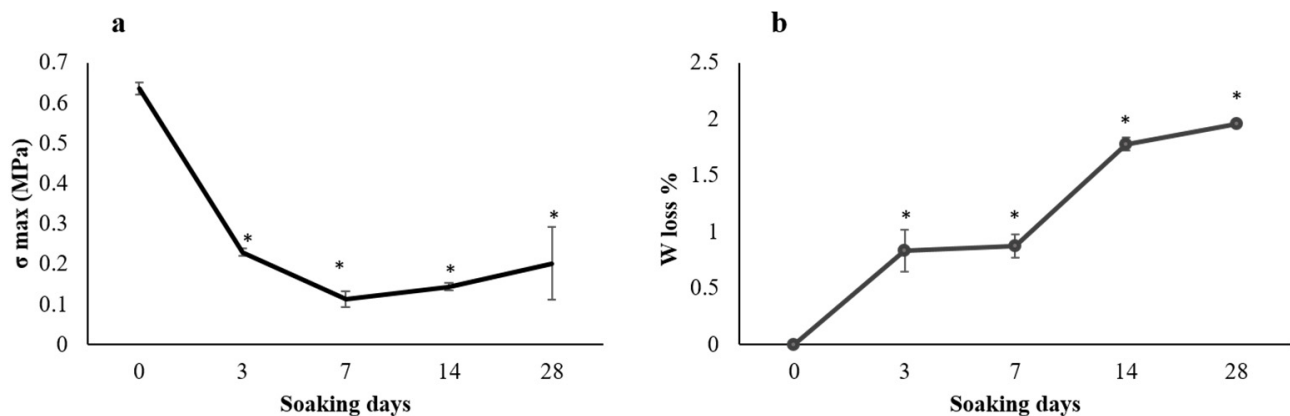 a
0.7
0.6
0.5
0.4
0.3
0.2
0.1
0
σ max (MPa)
* * * *
0 3 7 14 28
Soaking days
b
2.5
2
1.5
1
0.5
0
W loss %
* * * *
0 3 7 14 28
Soaking days